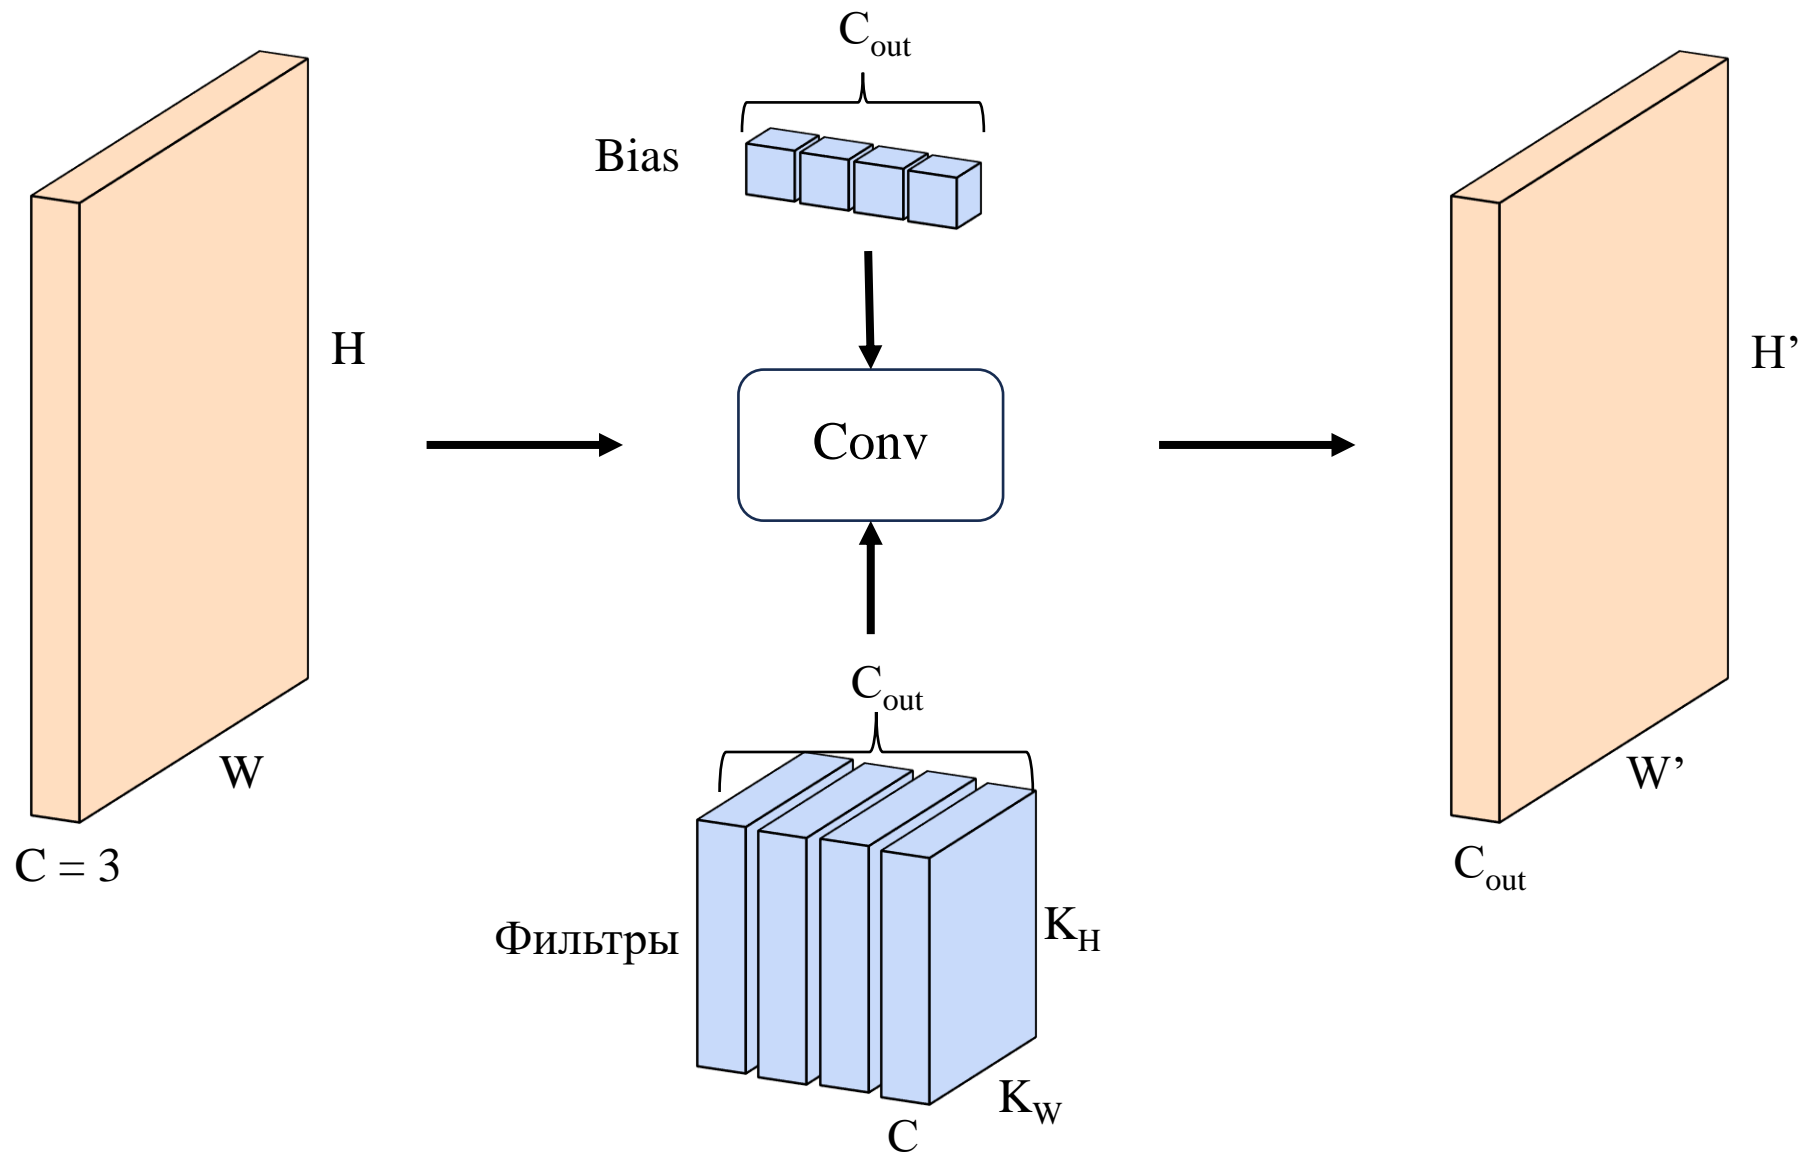 C_out
Bias
H
H’
Conv
C_out
W
W’
C = 3
C_out
Фильтры
K_H
K_W
C